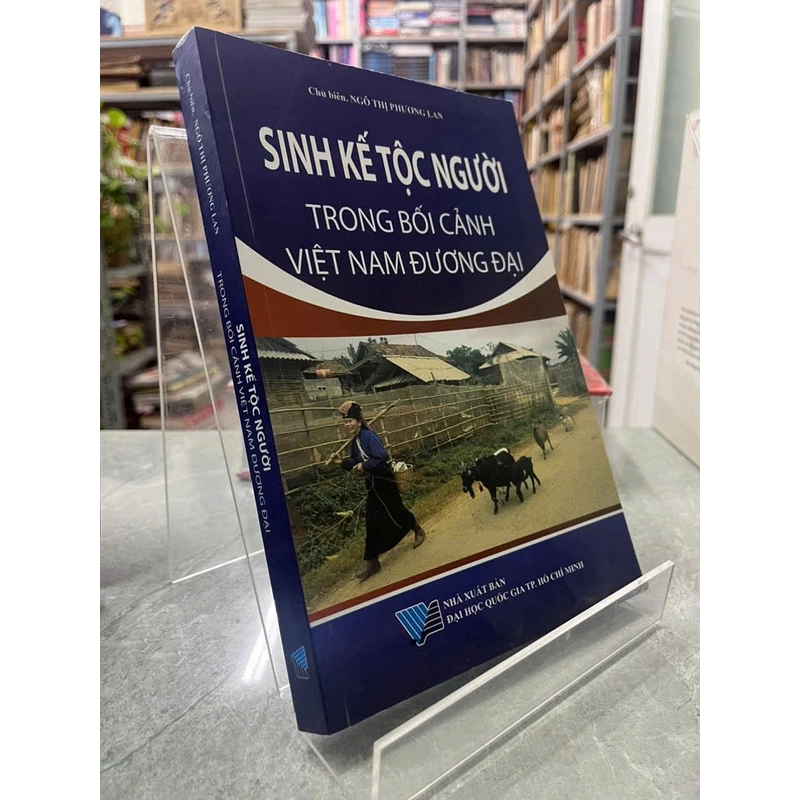 Chủ biên. NGÔ THỊ PHƯƠNG LAN
SINH KẾ TỘC NGƯỜI
TRONG BỐI CẢNH
VIỆT NAM ĐƯƠNG ĐẠI
NHÀ XUẤT BẢN
ĐẠI HỌC QUỐC GIA TP. HỒ CHÍ MINH
Chủ biên. NGÔ THỊ PHƯƠNG LAN
SINH KẾ TỘC NGƯỜI
TRONG BỐI CẢNH VIỆT NAM ĐƯƠNG ĐẠI